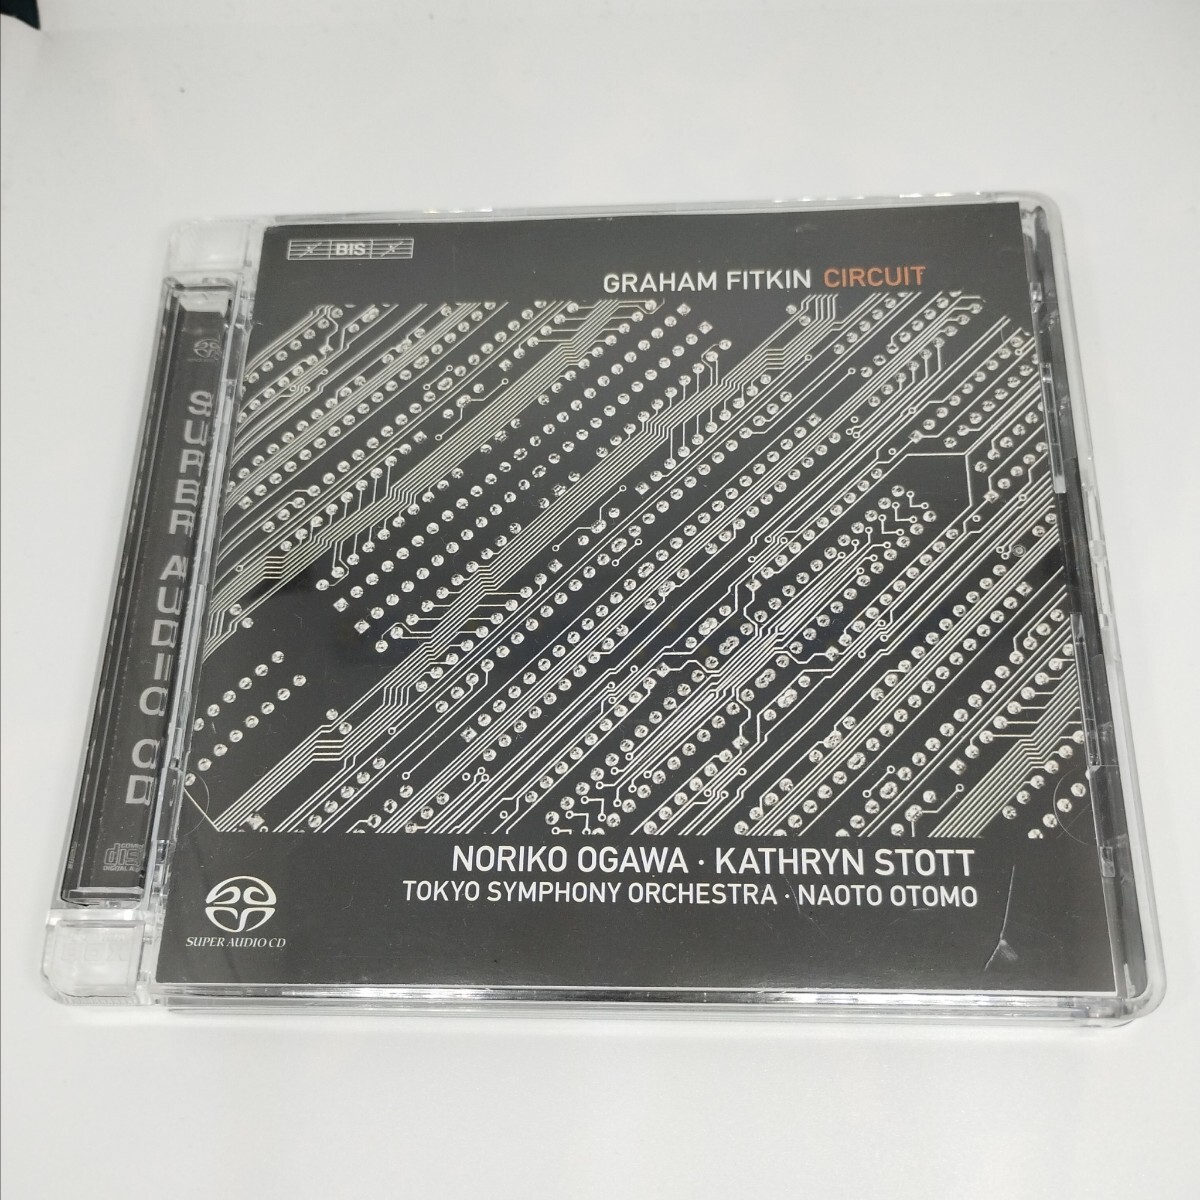 BIS
GRAHAM FITKIN CIRCUIT
SUPER AUDIO CD
NORIKO OGAWA · KATHRYN STOTT
TOKYO SYMPHONY ORCHESTRA · NAOTO OTOMO
SUPER AUDIO CD